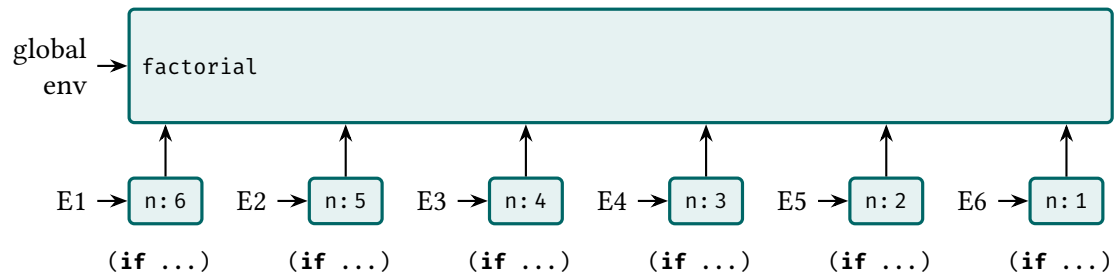 global
env
factorial
E1 n: 6 E2 n: 5 E3 n: 4 E4 n: 3 E5 n: 2 E6 n: 1
(if ...) (if ...) (if ...) (if ...) (if ...) (if ...)